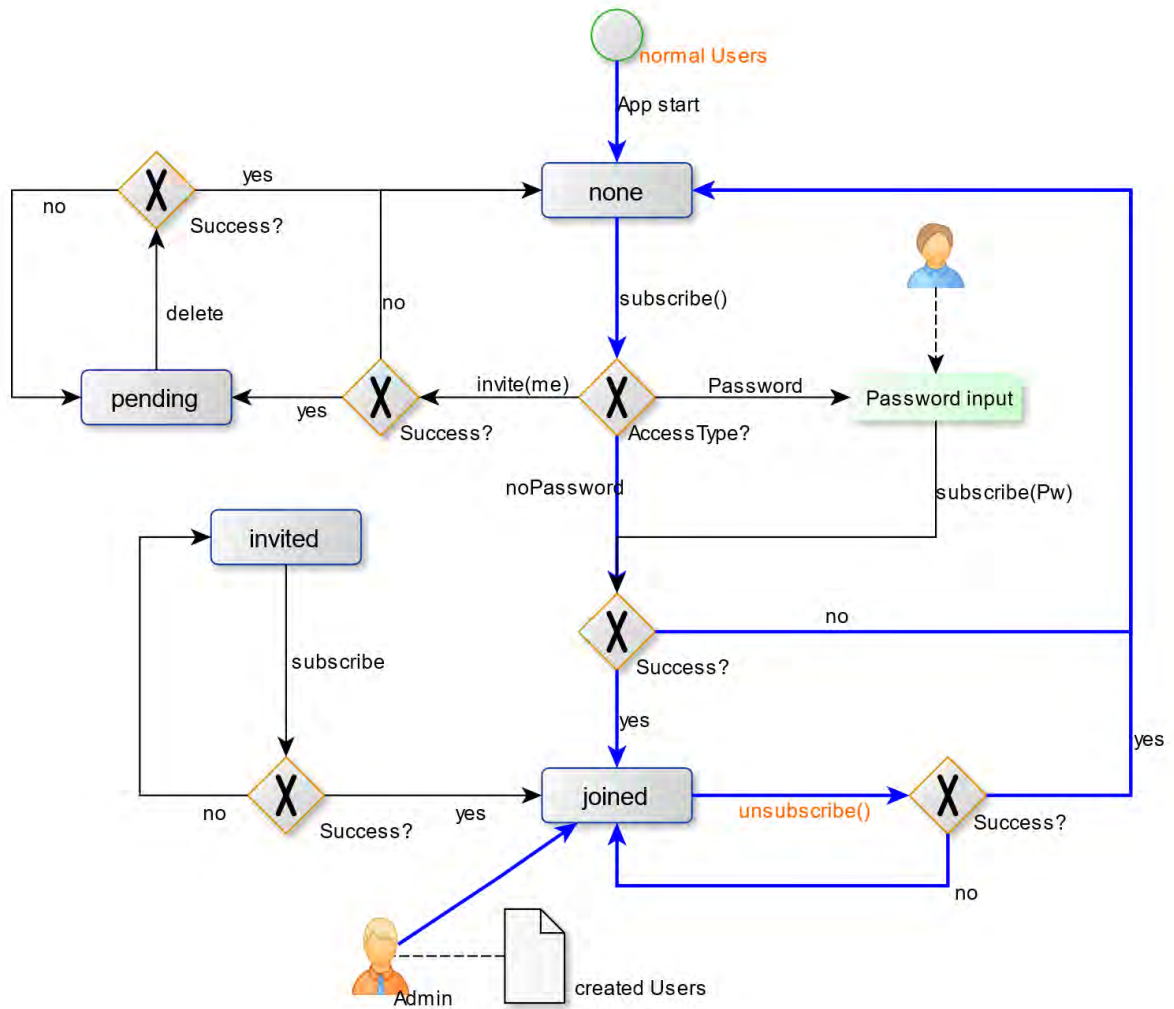 normal Users
App start
yes
none
no
Success?
subscribe()
delete
no
invite(me)
Password
pending
yes
Success?
AccessType?
Password input
noPassword
subscribe(Pw)
invited
no
subscribe
Success?
yes
yes
no
yes
joined
unsubscribe()
Success?
Success?
no
Admin
created Users